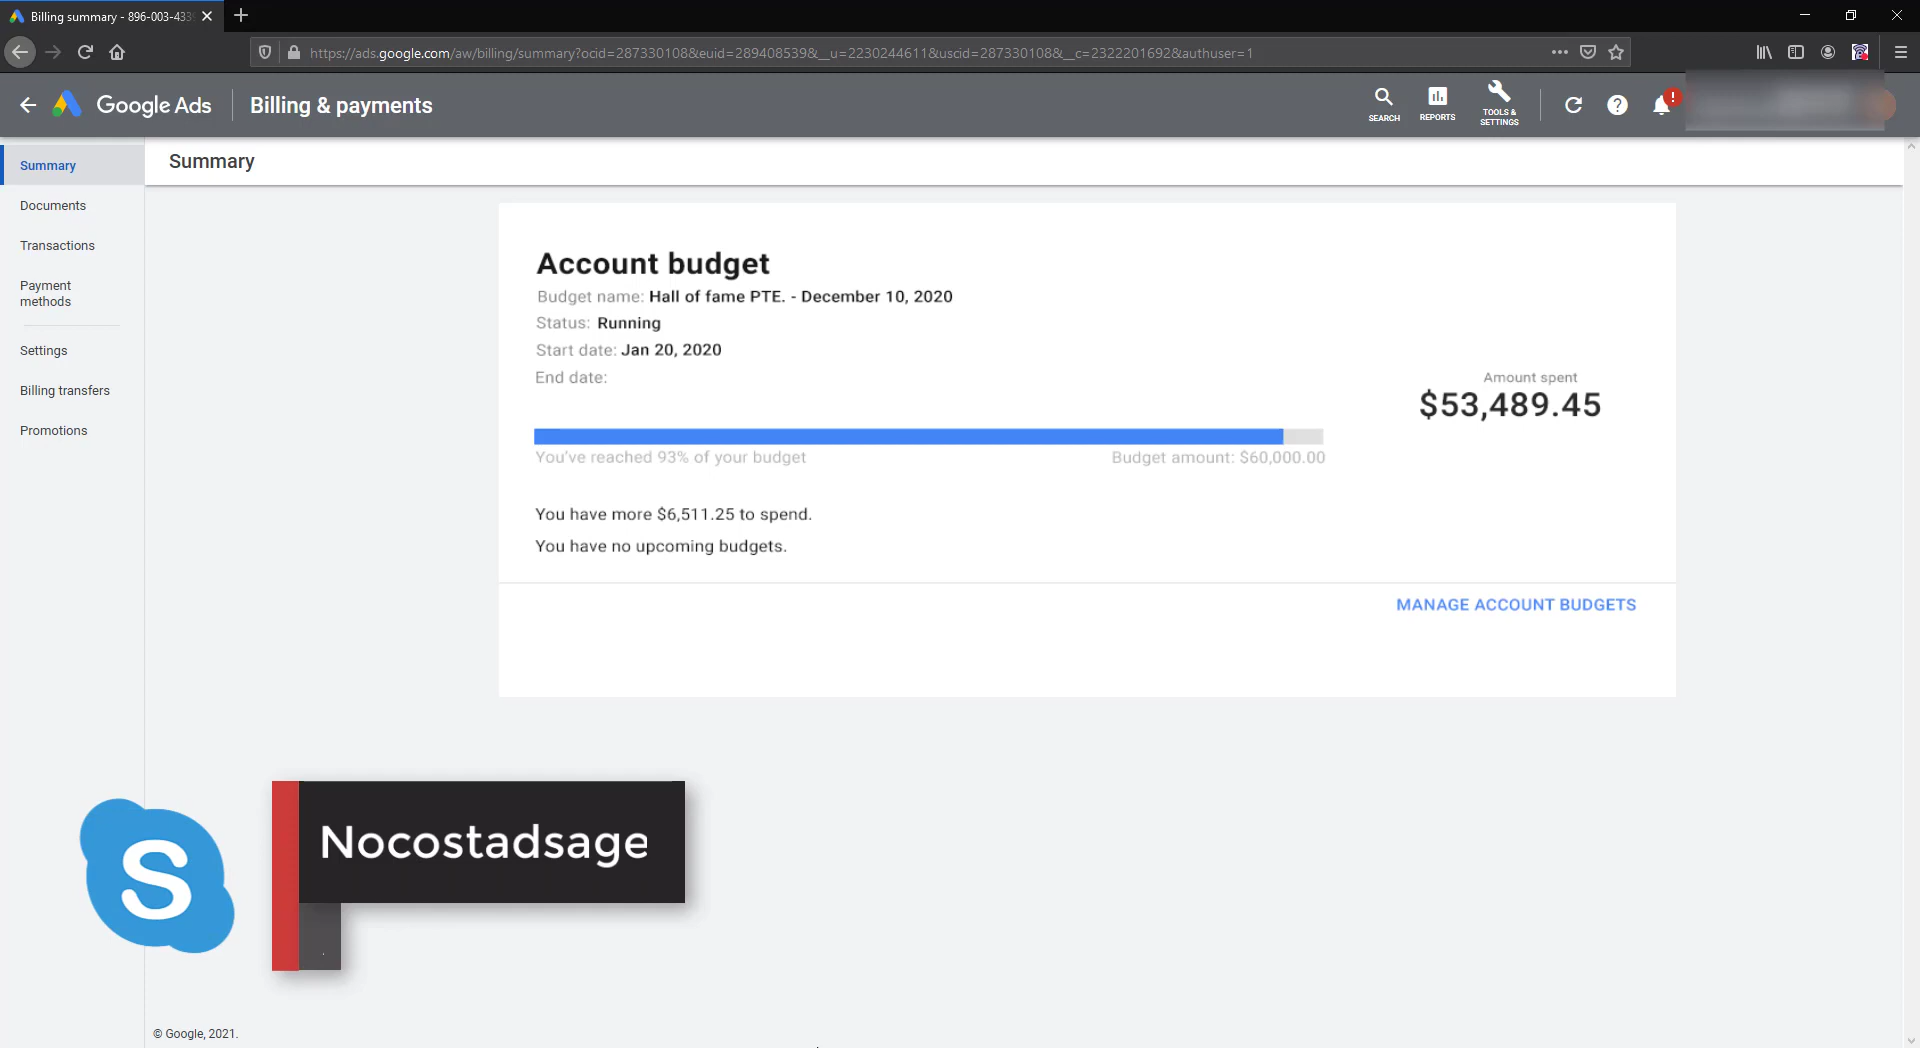 Billing summary - 896-003-433
https://ads.google.com/aw/billing/summary?ocid=287330108&euid=289408539&__u=2230244611&uscid=287330108&__c=2322201692&authuser=1
Google Ads
Billing & payments
SEARCH
REPORTS
TOOLS &
SETTINGS
Summary
Documents
Transactions
Payment
methods
Settings
Billing transfers
Promotions
Summary
Account budget
Budget name: Hall of fame PTE. - December 10, 2020
Status: Running
Start date: Jan 20, 2020
End date:
Amount spent
$53,489.45
You've reached 93% of your budget
Budget amount: $60,000.00
You have more $6,511.25 to spend.
You have no upcoming budgets.
MANAGE ACCOUNT BUDGETS
S
Nocostadsage
© Google, 2021.